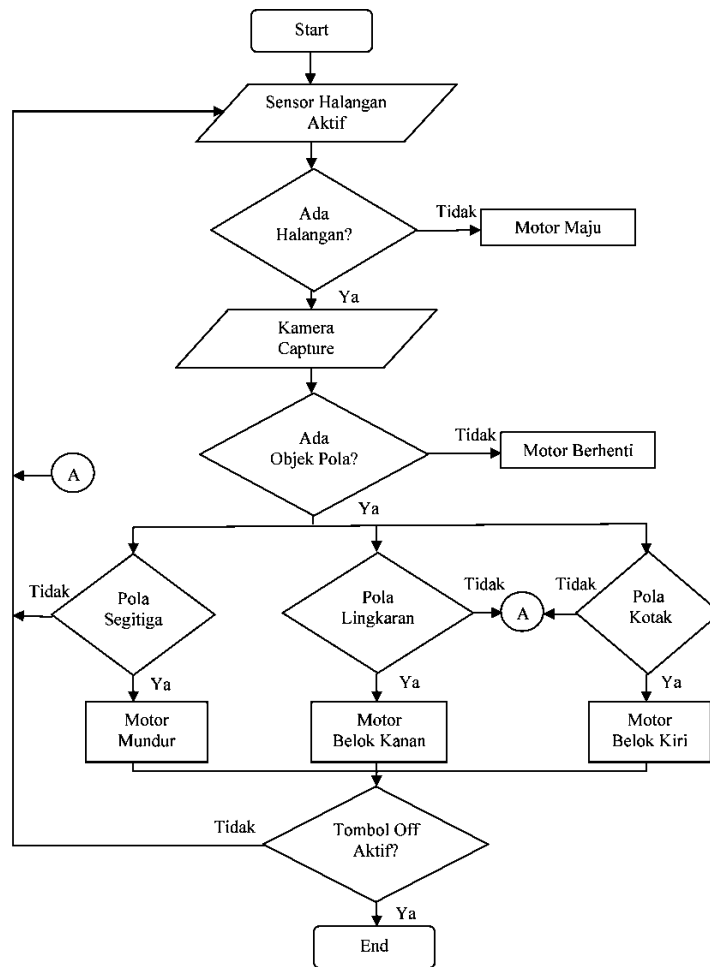 Start
Sensor Halangan
Aktif
Ada
Halangan?
Tidak
Motor Maju
Ya
Kamera
Capture
Ada
Objek Pola?
Tidak
Motor Berhenti
A
Ya
Tidak
Pola
Segitiga
Pola
Lingkaran
Tidak
A
Tidak
Pola
Kotak
Ya
Ya
Ya
Motor
Mundur
Motor
Belok Kanan
Motor
Belok Kiri
Tidak
Tombol Off
Aktif?
Ya
End